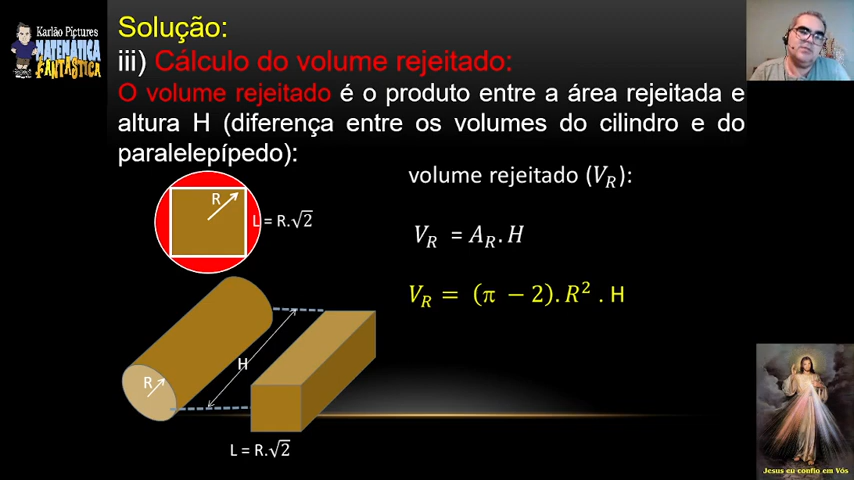 Karlão Pictures
MATEMÁTICA
FANTÁSTICA
Solução:
iii) Cálculo do volume rejeitado:
O volume rejeitado é o produto entre a área rejeitada e
altura H (diferença entre os volumes do cilindro e do
paralelepípedo):
volume rejeitado (V_R):
R
L = R.√2
V_R = A_R.H
V_R = (π − 2).R² . H
H
R
L = R.√2
Jesus eu confio em Vós